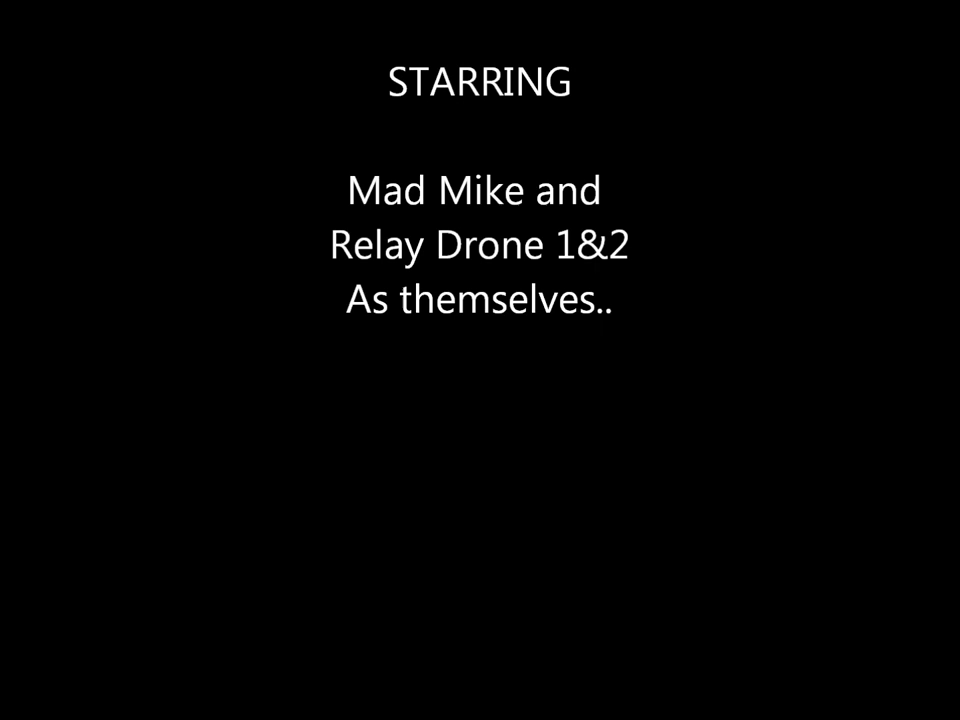 STARRING
Mad Mike and
Relay Drone 1&2
As themselves..